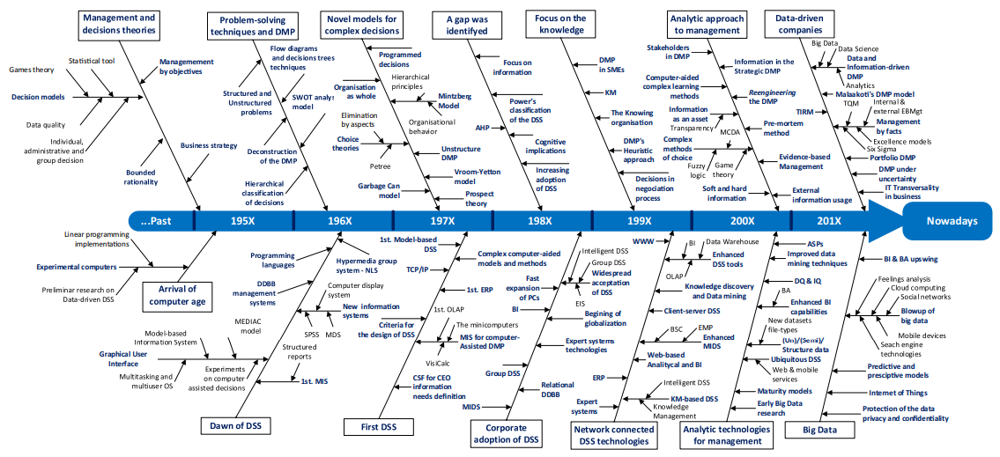 Management and
decisions theories
Games theory
Statistical tool
Managemement
by objectives
Decision models
Data quality
Individual,
administrative and
group decision
Business strategy
Bounded
rationality
Problem-solving
techniques and DMP
Flow diagrams
and decisions trees
techniques
Structured and
Unstructured
problems
SWOT analys
model
Deconstruction
of the DMP
Hierarchical
classification
of decisions
Novel models for
complex decisions
Programmed
decisions
Organisation
as whole
Hierarchical
principles
Mintzberg
Model
Organisational
behavior
Elimination
by aspects
Choice
theories
Petree
Unstructure
DMP
Vroom-Yetton
model
Garbage Can
model
Prospect
theory
A gap was
identifyed
Focus on
information
Power's
classification
of the DSS
AHP
Cognitive
implications
Increasing
adoption
of DSS
Focus on the
knowledge
DMP
in SMEs
KM
The Knowing
organisation
DMP's
Heuristic
approach
Decisions in
negociation
process
Analytic approach
to management
Stakeholders
in DMP
Information in the
Strategic DMP
Computer-aided
complex learning
methods
Reengineering
the DMP
Information
as an asset
Transparency
Pre-mortem
method
MCDA
Complex
methods
of choice
Fuzzy
logic
Game
theory
Evidence-based
Management
Soft and hard
information
External
information usage
Data-driven
companies
Big Data
Data Science
Data and
Information-driven
DMP
Analytics
Malaakoti's DMP model
TQM
Internal &
external EBMgt
TIRM
Management
by facts
Excellence models
Six Sigma
Portfolio DMP
DMP under
uncertainty
IT Transversality
in business
...Past
195X
196X
197X
198X
199X
200X
201X
Nowadays
Linear programming
implementations
Experimental computers
Preliminar research on
Data-driven DSS
Arrival of
computer age
Programming
languages
Hypermedia group
system - NLS
DDBB
management
systems
Computer display
system
New information
systems
SPSS
MDS
MEDIAC
model
Model-based
Information System
Graphical User
Interface
Multitasking and
multiuser OS
Experiments
on computer
assisted decisions
Structured
reports
1st. MIS
Dawn of DSS
1st. Model-based
DSS
Complex computer-aided
models and methods
TCP/IP
1st. ERP
Criteria for
the design of DSS
1st. OLAP
The minicomputers
MIS for computer-
Assisted DMP
VisiCalc
CSF for CEO
information
needs definition
First DSS
Intelligent DSS
Group DSS
Widespread
acceptation
of DSS
EIS
Fast
expansion
of PCs
BI
Begining of
globalization
Expert systems
technologies
Group DSS
Relational
DDBB
MIDS
Corporate
adoption of DSS
WWW
BI
Data Warehouse
Enhanced
DSS tools
OLAP
Knowledge discovery
and Data mining
Client-server DSS
BSC
EMP
Enhanced
MIDS
Web-based
Analitycal and BI
ERP
Intelligent DSS
KM-based DSS
Knowledge
Management
Expert
systems
Network connected
DSS technologies
ASPs
Improved data
mining techniques
DQ & IQ
BA
Enhanced BI
capabilities
New datasets
file-types
(Un)/(Semi)/
Structure data
Ubiquitous DSS
Web & mobile
services
Maturity models
Early Big Data
research
Analytic technologies
for management
BI & BA upswing
Feelings analysis
Cloud computing
Social networks
Blowup of
big data
Mobile devices
Seach engine
technologies
Predictive and
prescriptive models
Internet of Things
Protection of the data
privacy and confidentiality
Big Data